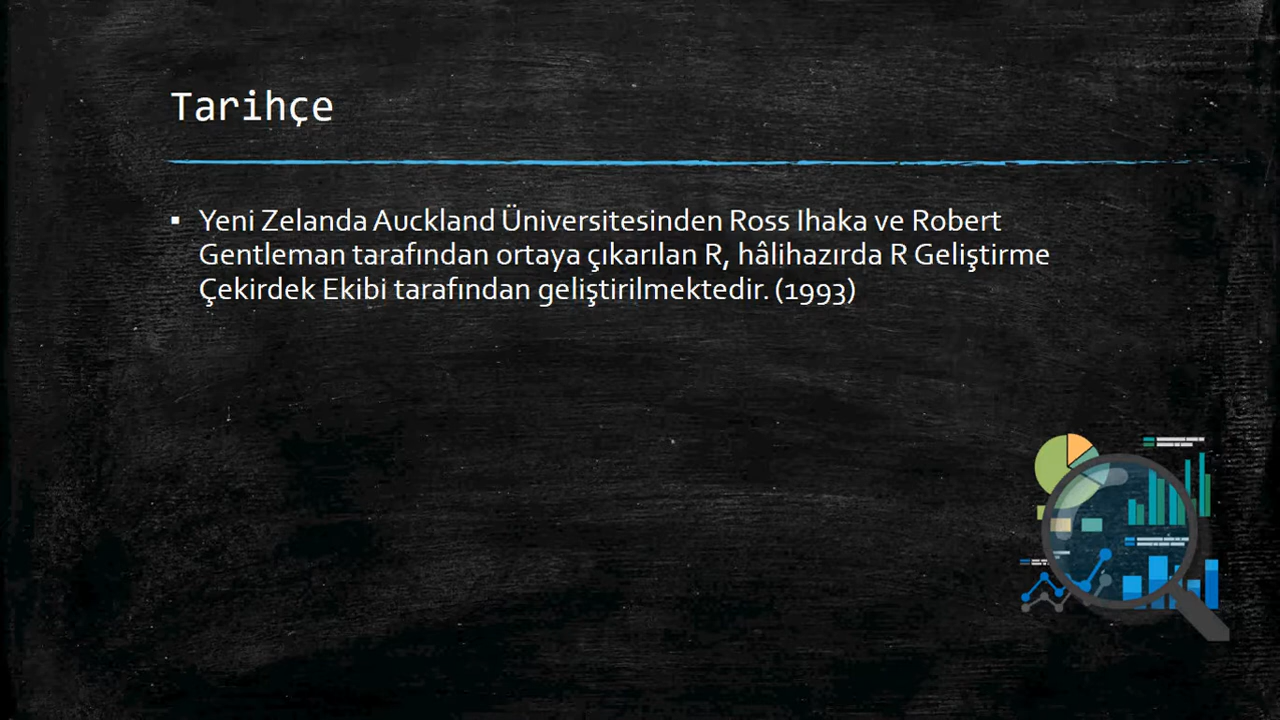 Tarihçe
▪ Yeni Zelanda Auckland Üniversitesinden Ross Ihaka ve Robert
Gentleman tarafından ortaya çıkarılan R, hâlihazırda R Geliştirme
Çekirdek Ekibi tarafından geliştirilmektedir. (1993)